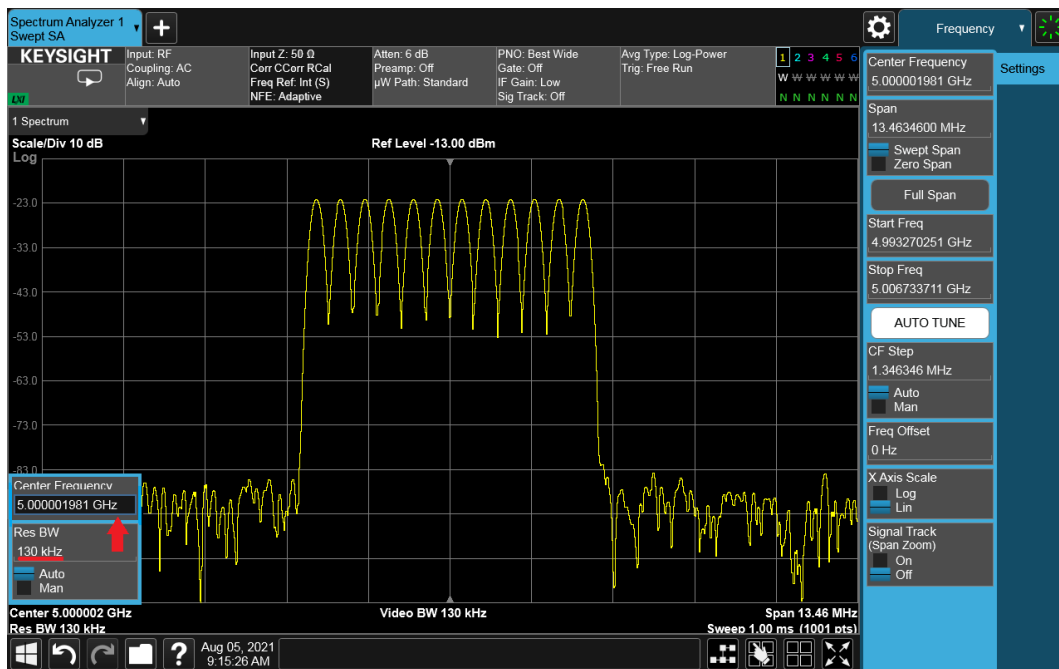 Spectrum Analyzer 1
Swept SA
Frequency
KEYSIGHT
LXI
Input: RF
Coupling: AC
Align: Auto
Input Z: 50 Ω
Corr CCorr RCal
Freq Ref: Int (S)
NFE: Adaptive
Atten: 6 dB
Preamp: Off
µW Path: Standard
PNO: Best Wide
Gate: Off
IF Gain: Low
Sig Track: Off
Avg Type: Log-Power
Trig: Free Run
1 2 3 4 5 6
W W W W W W
N N N N N N
Settings
1 Spectrum
Scale/Div 10 dB
Ref Level -13.00 dBm
Log
-23.0
-33.0
-43.0
-53.0
-63.0
-73.0
-83.0
Center Frequency
5.000001981 GHz
Res BW
130 kHz
Auto
Man
Center 5.000002 GHz
Video BW 130 kHz
Span 13.46 MHz
Res BW 130 kHz
Sweep 1.00 ms (1001 pts)
Center Frequency
5.000001981 GHz
Span
13.4634600 MHz
Swept Span
Zero Span
Full Span
Start Freq
4.993270251 GHz
Stop Freq
5.006733711 GHz
AUTO TUNE
CF Step
1.346346 MHz
Auto
Man
Freq Offset
0 Hz
X Axis Scale
Log
Lin
Signal Track
(Span Zoom)
On
Off
?
Aug 05, 2021
9:15:26 AM